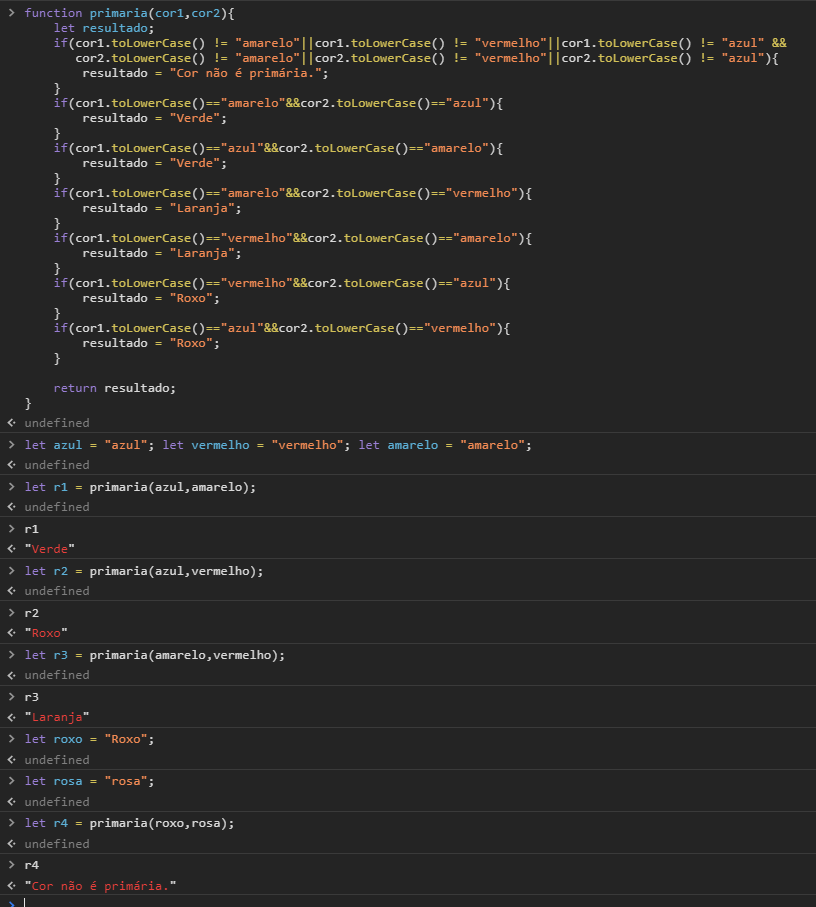 > function primaria(cor1,cor2){
let resultado;
if(cor1.toLowerCase() != "amarelo"||cor1.toLowerCase() != "vermelho"||cor1.toLowerCase() != "azul" &&
cor2.toLowerCase() != "amarelo"||cor2.toLowerCase() != "vermelho"||cor2.toLowerCase() != "azul"){
resultado = "Cor não é primária.";
}
if(cor1.toLowerCase()=="amarelo"&&cor2.toLowerCase()=="azul"){
resultado = "Verde";
}
if(cor1.toLowerCase()=="azul"&&cor2.toLowerCase()=="amarelo"){
resultado = "Verde";
}
if(cor1.toLowerCase()=="amarelo"&&cor2.toLowerCase()=="vermelho"){
resultado = "Laranja";
}
if(cor1.toLowerCase()=="vermelho"&&cor2.toLowerCase()=="amarelo"){
resultado = "Laranja";
}
if(cor1.toLowerCase()=="vermelho"&&cor2.toLowerCase()=="azul"){
resultado = "Roxo";
}
if(cor1.toLowerCase()=="azul"&&cor2.toLowerCase()=="vermelho"){
resultado = "Roxo";
}
return resultado;
}
undefined
> let azul = "azul"; let vermelho = "vermelho"; let amarelo = "amarelo";
undefined
> let r1 = primaria(azul,amarelo);
undefined
> r1
"Verde"
> let r2 = primaria(azul,vermelho);
undefined
> r2
"Roxo"
> let r3 = primaria(amarelo,vermelho);
undefined
> r3
"Laranja"
> let roxo = "Roxo";
undefined
> let rosa = "rosa";
undefined
> let r4 = primaria(roxo,rosa);
undefined
> r4
"Cor não é primária."
>